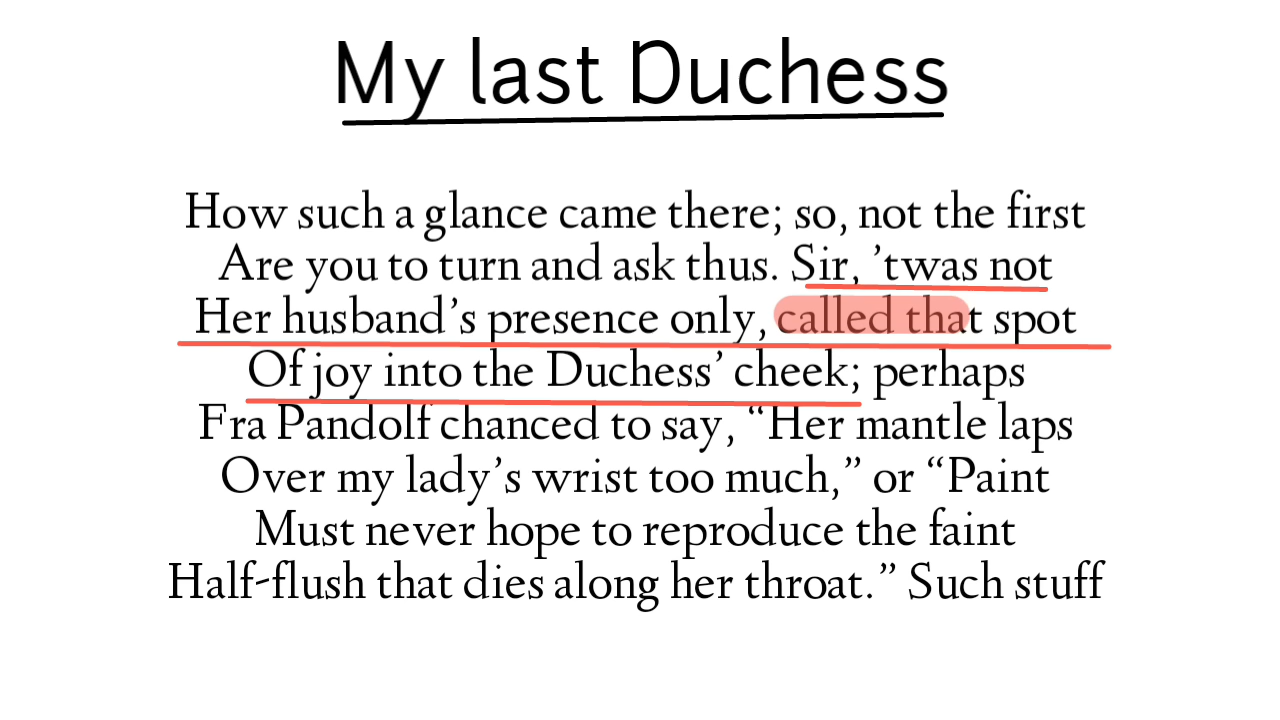 My last Duchess
How such a glance came there; so, not the first
Are you to turn and ask thus. Sir, ’twas not
Her husband’s presence only, called that spot
Of joy into the Duchess’ cheek; perhaps
Fra Pandolf chanced to say, “Her mantle laps
Over my lady’s wrist too much,” or “Paint
Must never hope to reproduce the faint
Half-flush that dies along her throat.” Such stuff